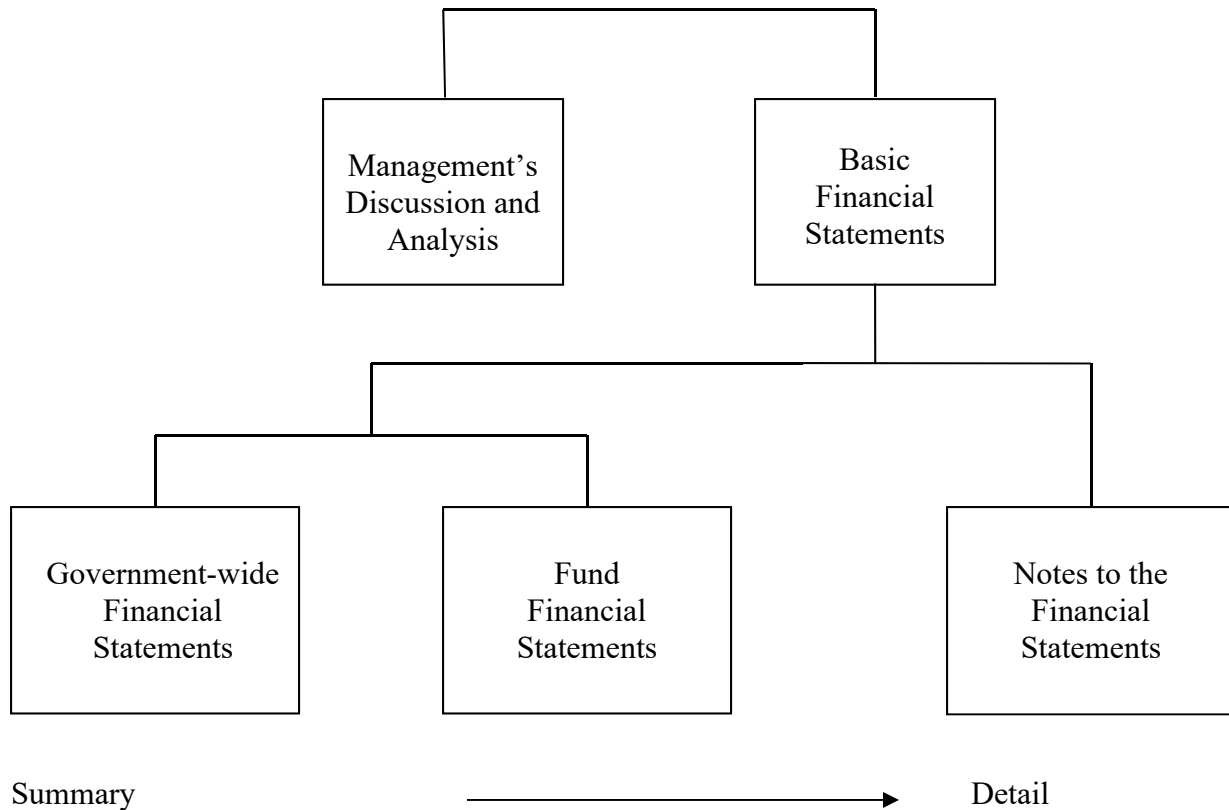 Management’s
Discussion and
Analysis
Basic
Financial
Statements
Government-wide
Financial
Statements
Fund
Financial
Statements
Notes to the
Financial
Statements
Summary
Detail